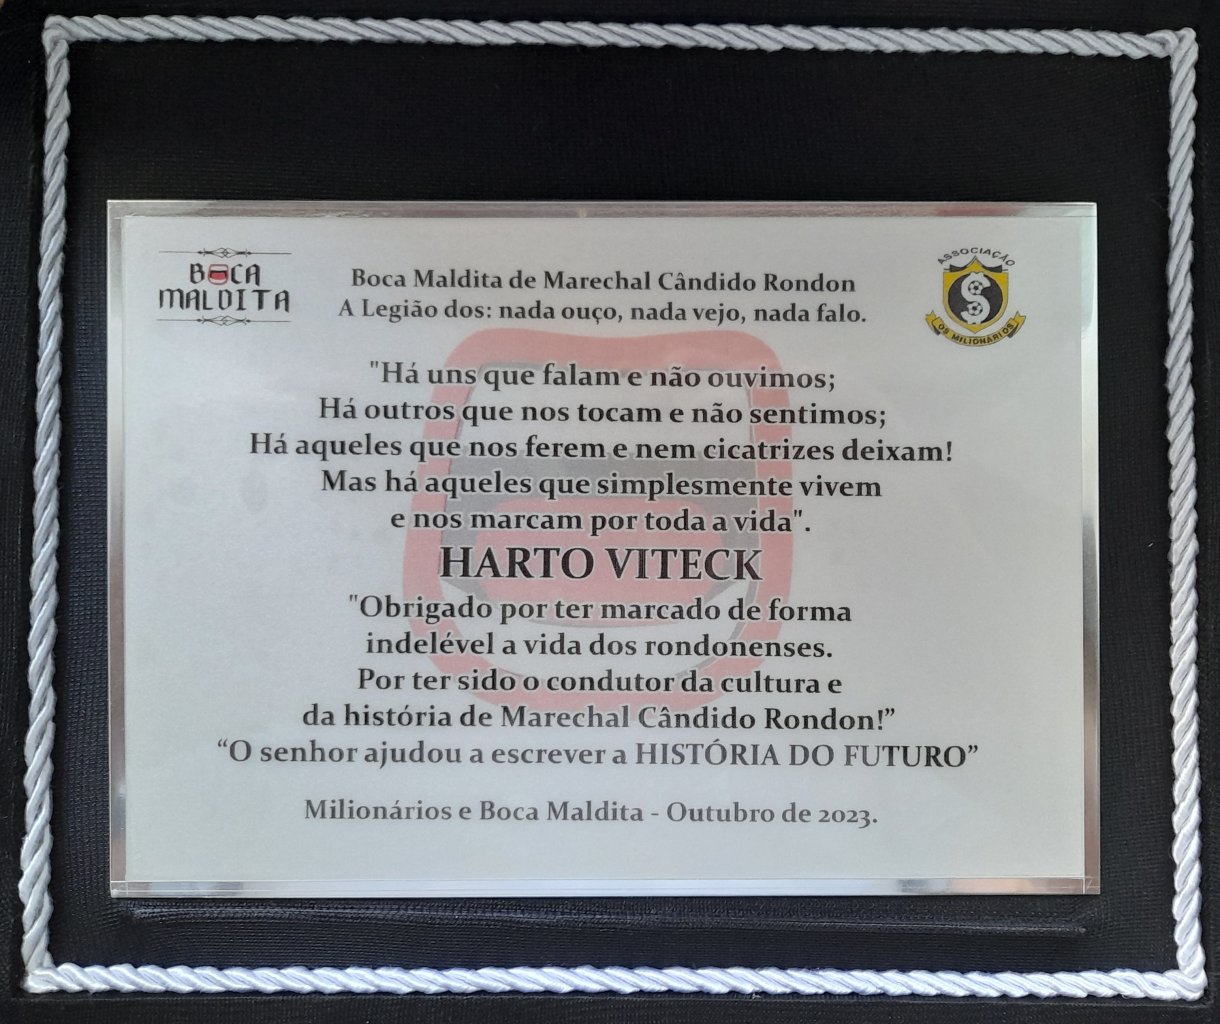 BOCA
MALDITA
Boca Maldita de Marechal Cândido Rondon
A Legião dos: nada ouço, nada vejo, nada falo.
ASSOCIAÇÃO
OS MILIONÁRIOS
"Há uns que falam e não ouvimos;
Há outros que nos tocam e não sentimos;
Há aqueles que nos ferem e nem cicatrizes deixam!
Mas há aqueles que simplesmente vivem
e nos marcam por toda a vida".
HARTO VITECK
"Obrigado por ter marcado de forma
indelével a vida dos rondonenses.
Por ter sido o condutor da cultura e
da história de Marechal Cândido Rondon!”
“O senhor ajudou a escrever a HISTÓRIA DO FUTURO”
Milionários e Boca Maldita - Outubro de 2023.